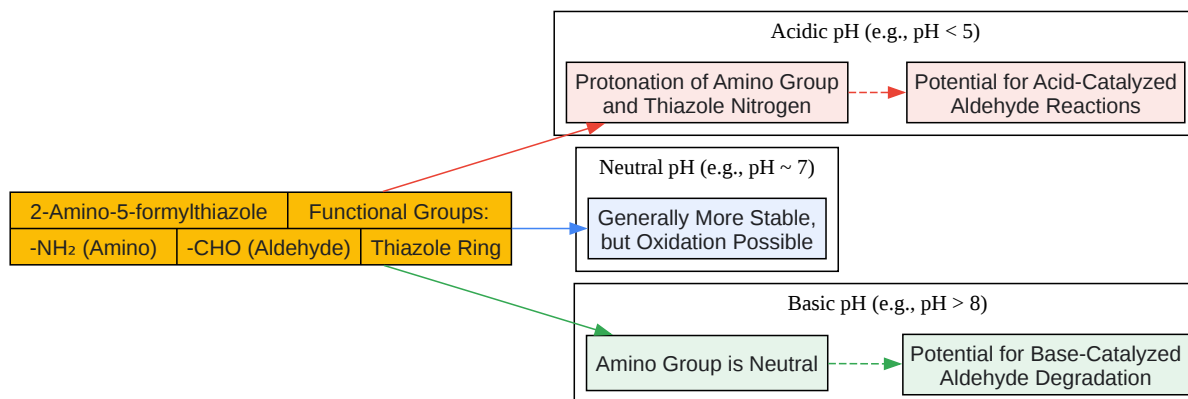 Acidic pH (e.g., pH < 5)
Protonation of Amino Group
and Thiazole Nitrogen
Potential for Acid-Catalyzed
Aldehyde Reactions
Neutral pH (e.g., pH ~ 7)
Generally More Stable,
but Oxidation Possible
2-Amino-5-formylthiazole
Functional Groups:
-NH₂ (Amino)
-CHO (Aldehyde)
Thiazole Ring
Basic pH (e.g., pH > 8)
Amino Group is Neutral
Potential for Base-Catalyzed
Aldehyde Degradation